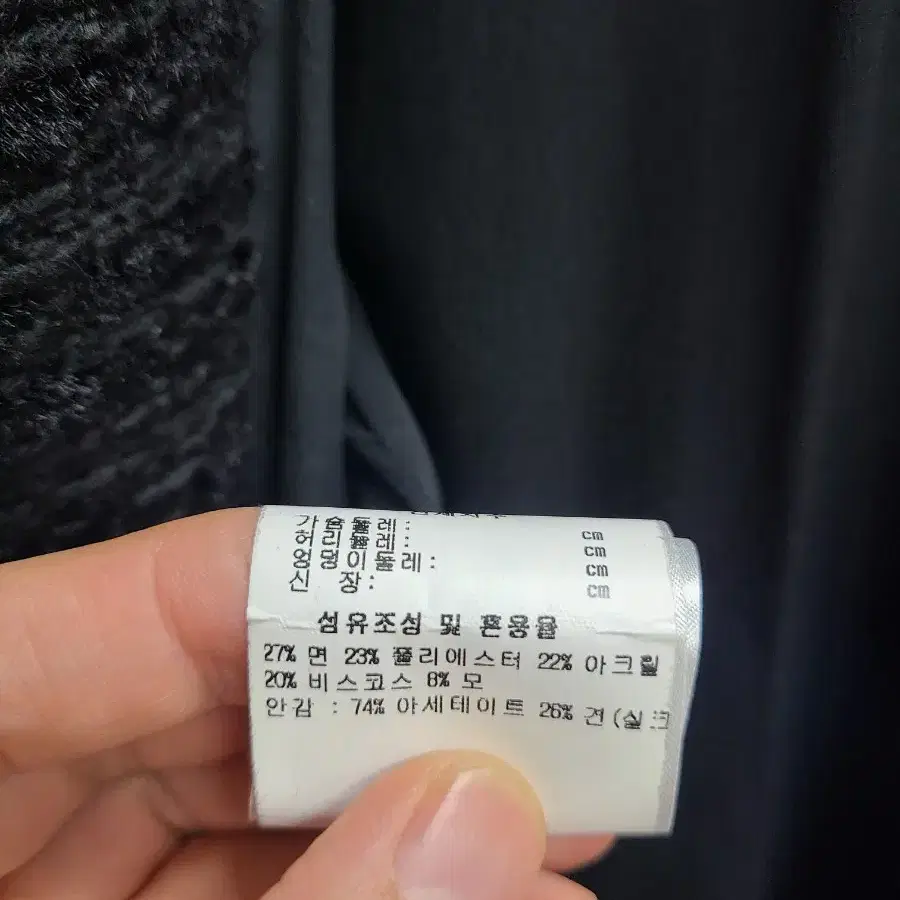 가슴둘레: cm
허리둘레: cm
엉덩이둘레: cm
신 장: cm
섬유조성 및 혼용율
27% 면 23% 폴리에스터 22% 아크릴
20% 비스코스 8% 모
안감 : 74% 아세테이트 26% 견(실크